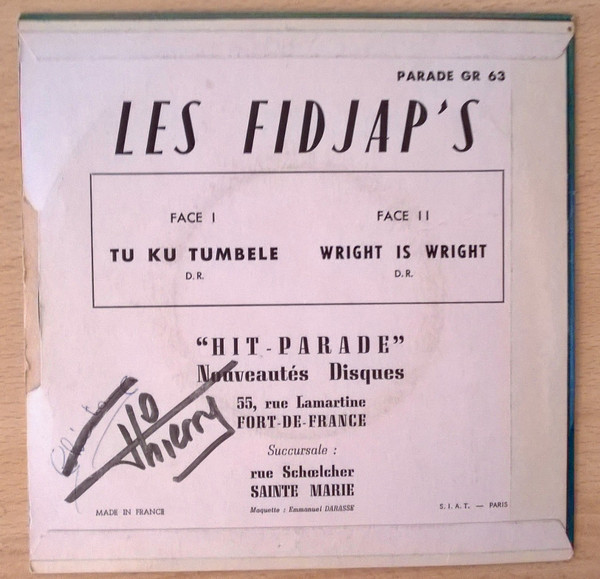 PARADE GR 63
LES FIDJAP'S
FACE I
TU KU TUMBELE
D.R.
FACE II
WRIGHT IS WRIGHT
D.R.
"HIT-PARADE"
Nouveautés Disques
55, rue Lamartine
FORT-DE-FRANCE
Succursale :
rue Schœlcher
SAINTE MARIE
Maquette : Emmanuel DARASSE
Thierry
MADE IN FRANCE
S.I.A.T. — PARIS